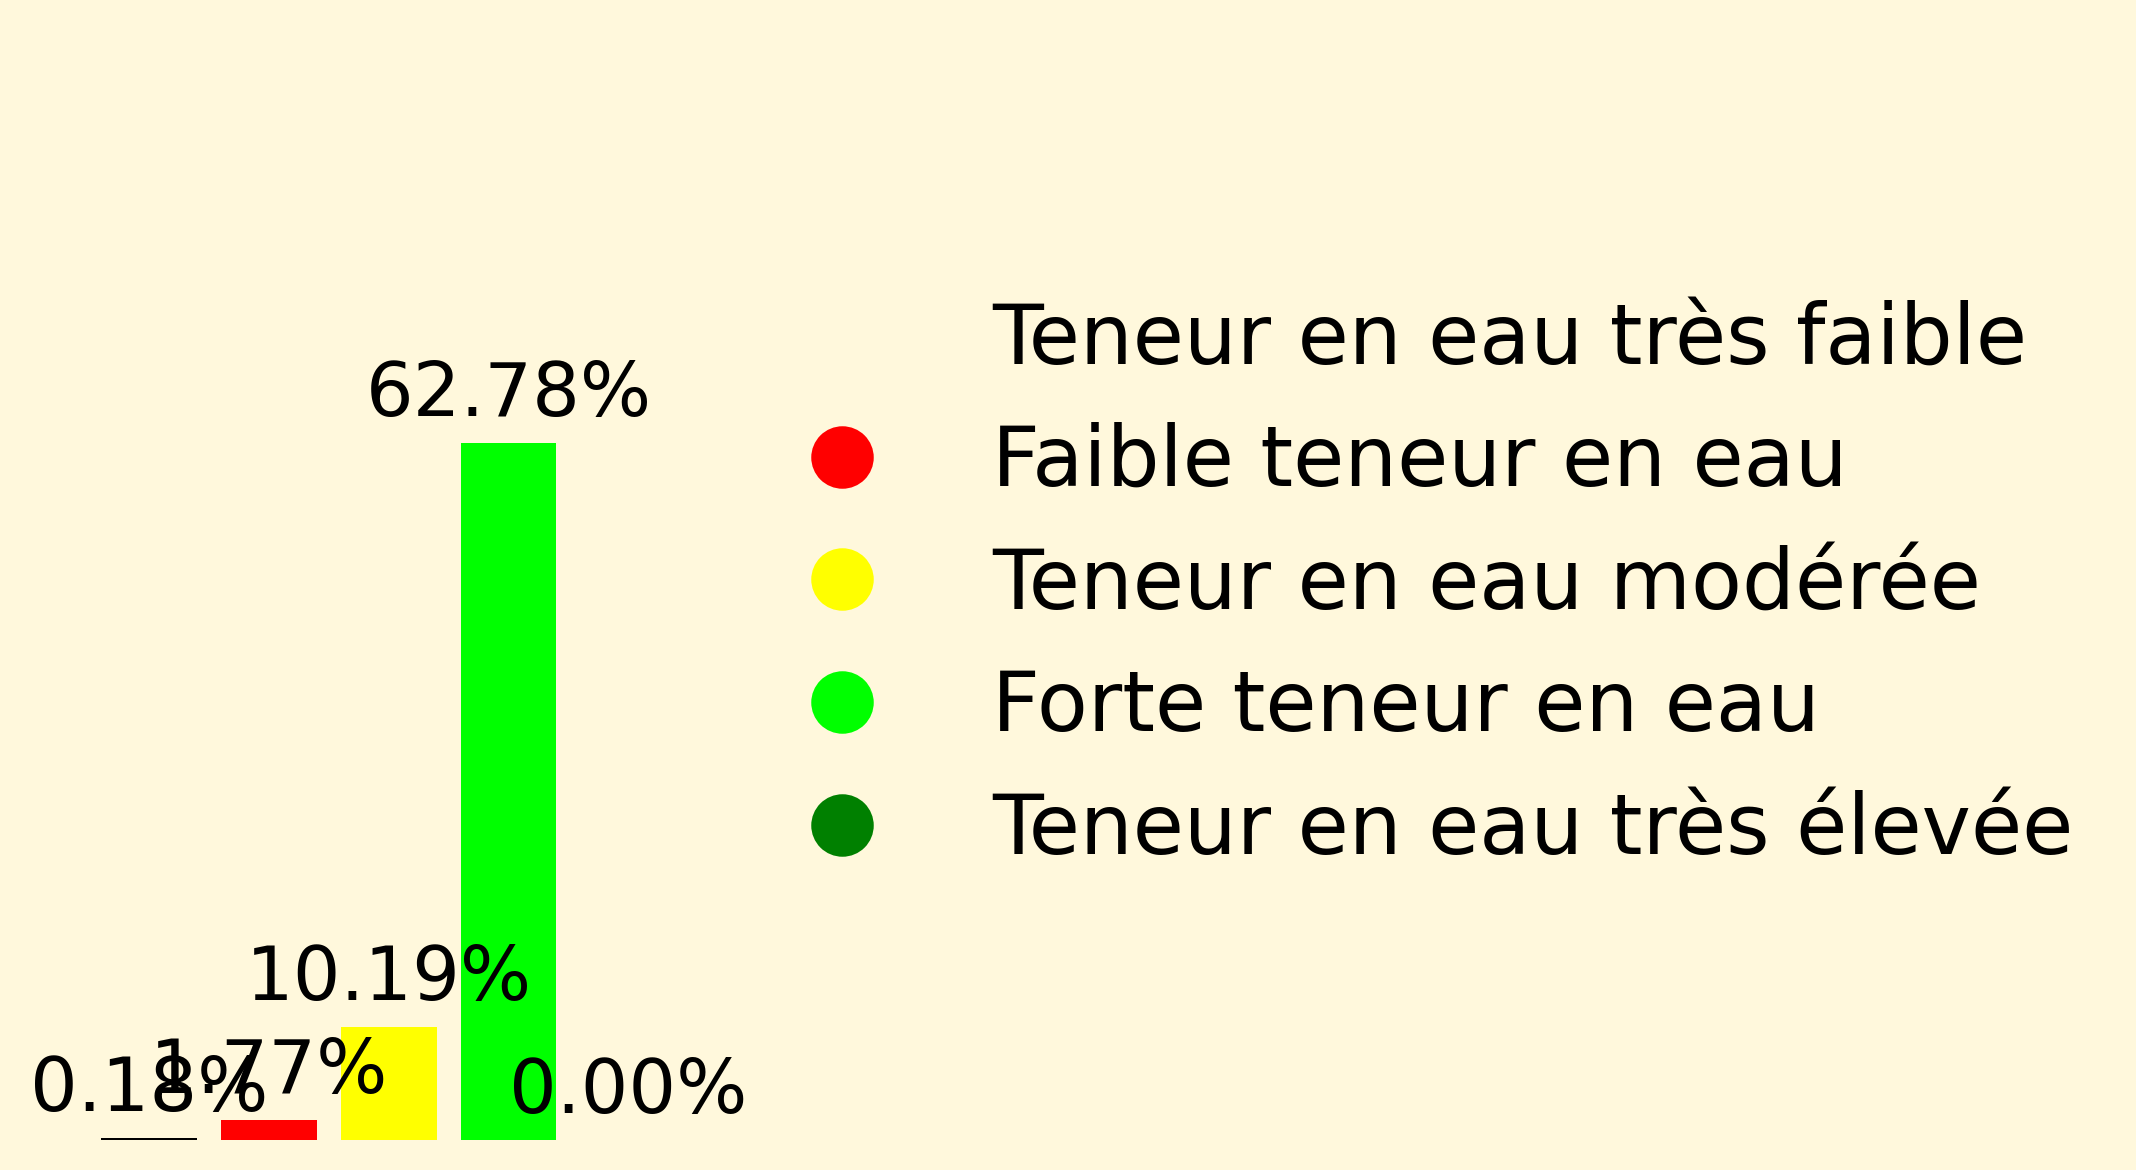 62.78%
10.19%
1.77%
0.18%
0.00%
Teneur en eau très faible
Faible teneur en eau
Teneur en eau modérée
Forte teneur en eau
Teneur en eau très élevée